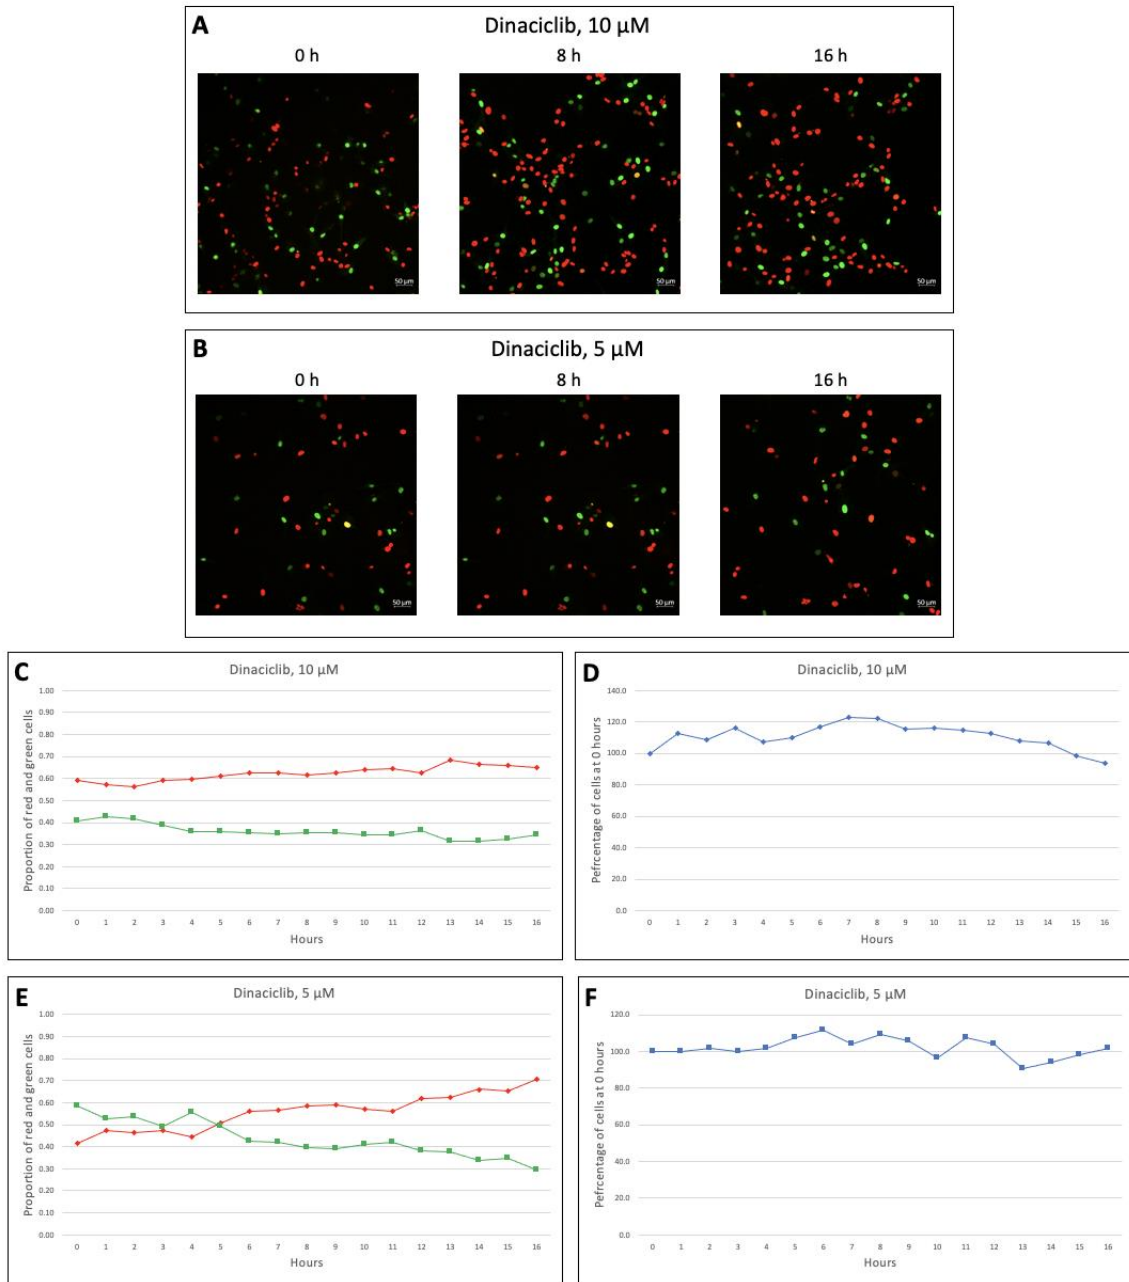 A
Dinaciclib, 10 µM
0 h 8 h 16 h
50 µm 50 µm 50 µm
B
Dinaciclib, 5 µM
0 h 8 h 16 h
50 µm 50 µm 50 µm
C
Dinaciclib, 10 µM
Proportion of red and green cells
1.00
0.90
0.80
0.70
0.60
0.50
0.40
0.30
0.20
0.10
0.00
0 1 2 3 4 5 6 7 8 9 10 11 12 13 14 15 16
Hours
D
Dinaciclib, 10 µM
Pefrcentage of cells at 0 hours
140.0
120.0
100.0
80.0
60.0
40.0
20.0
0.0
0 1 2 3 4 5 6 7 8 9 10 11 12 13 14 15 16
Hours
E
Dinaciclib, 5 µM
Proportion of red and green cells
1.00
0.90
0.80
0.70
0.60
0.50
0.40
0.30
0.20
0.10
0.00
0 1 2 3 4 5 6 7 8 9 10 11 12 13 14 15 16
Hours
F
Dinaciclib, 5 µM
Pefrcentage of cells at 0 hours
120.0
100.0
80.0
60.0
40.0
20.0
0.0
0 1 2 3 4 5 6 7 8 9 10 11 12 13 14 15 16
Hours